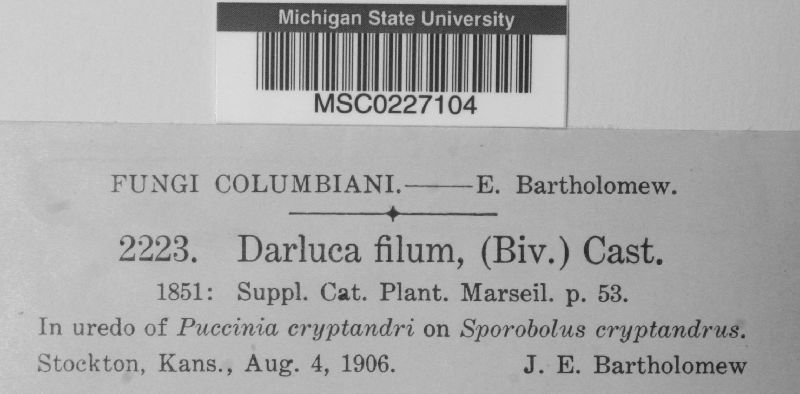 Michigan State University
MSC0227104
FUNGI COLUMBIANI.——E. Bartholomew.
2223. Darluca filum, (Biv.) Cast.
1851: Suppl. Cat. Plant. Marseil. p. 53.
In uredo of Puccinia cryptandri on Sporobolus cryptandrus.
Stockton, Kans., Aug. 4, 1906. J. E. Bartholomew